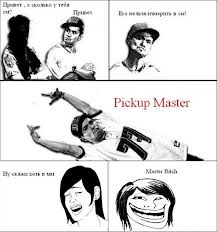 Привет , а сколько у тебя
см?
Привет
Его нельзя измерить в см!
Pickup Master
Ну скажи хоть в мм
Master Bitch